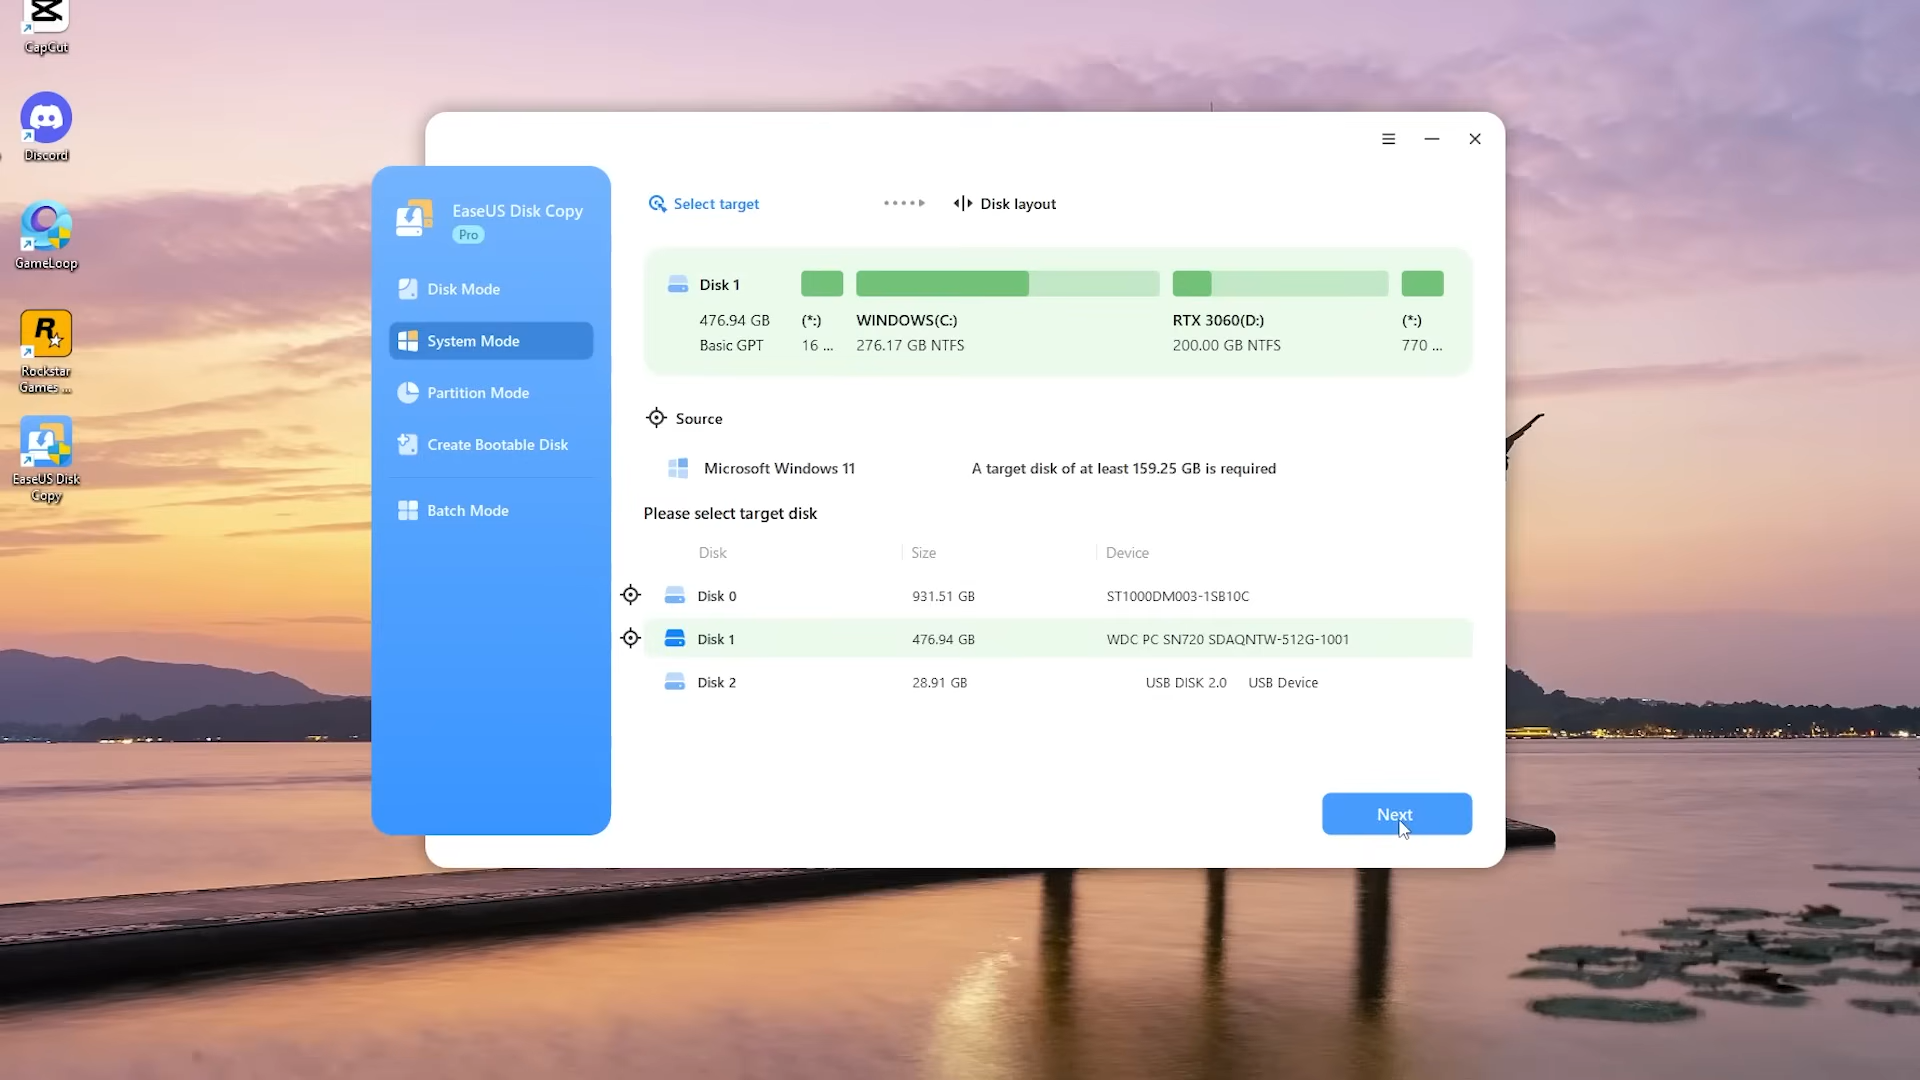 CapCut
Discord
GameLoop
Rockstar
Games ...
EaseUS Disk
Copy
EaseUS Disk Copy
Pro
Disk Mode
System Mode
Partition Mode
Create Bootable Disk
Batch Mode
Select target
Disk layout
Disk 1
476.94 GB
Basic GPT
(*:)
16 ...
WINDOWS(C:)
276.17 GB NTFS
RTX 3060(D:)
200.00 GB NTFS
(*:)
770 ...
Source
Microsoft Windows 11 A target disk of at least 159.25 GB is required
Please select target disk
Disk Size Device
Disk 0 931.51 GB ST1000DM003-1SB10C
Disk 1 476.94 GB WDC PC SN720 SDAQNTW-512G-1001
Disk 2 28.91 GB USB DISK 2.0 USB Device
Next